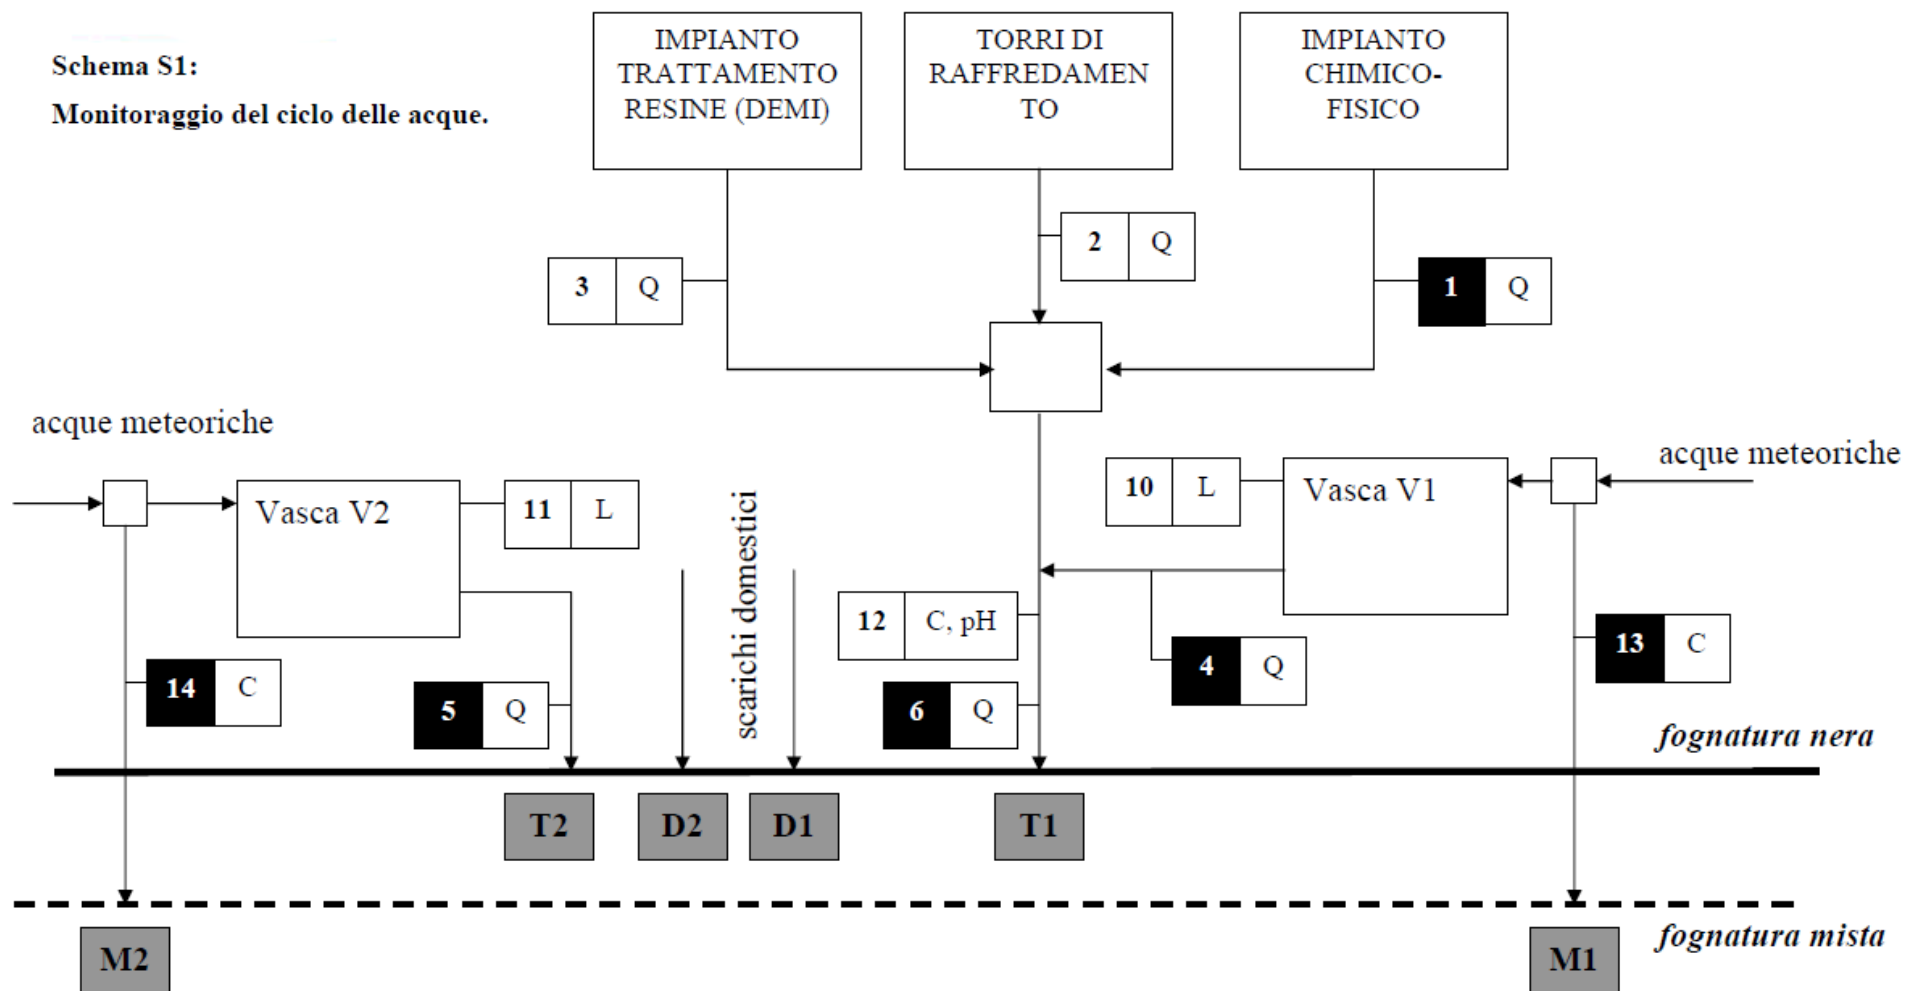 Schema S1:
Monitoraggio del ciclo delle acque.
IMPIANTO
TRATTAMENTO
RESINE (DEMI)
TORRI DI
RAFFREDAMEN
TO
IMPIANTO
CHIMICO-
FISICO
2 Q
3 Q
1 Q
acque meteoriche
acque meteoriche
Vasca V2
11 L
scarichi domestici
10 L
Vasca V1
12 C, pH
13 C
4 Q
14 C
5 Q
6 Q
fognatura nera
T2
D2
D1
T1
fognatura mista
M2
M1